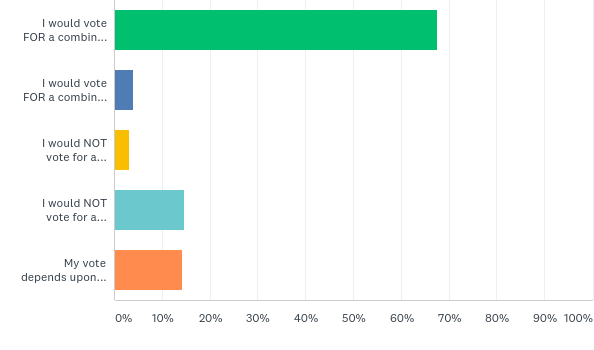 I would vote
FOR a combin...
I would vote
FOR a combin...
I would NOT
vote for a...
I would NOT
vote for a...
My vote
depends upon...
0% 10% 20% 30% 40% 50% 60% 70% 80% 90% 100%